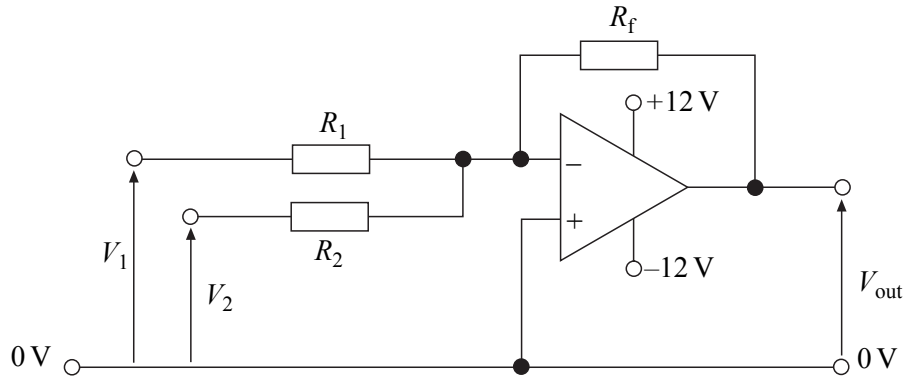 R_f
+12 V
R_1
−
V_1
R_2
+
V_2
–12 V
V_out
0 V
0 V